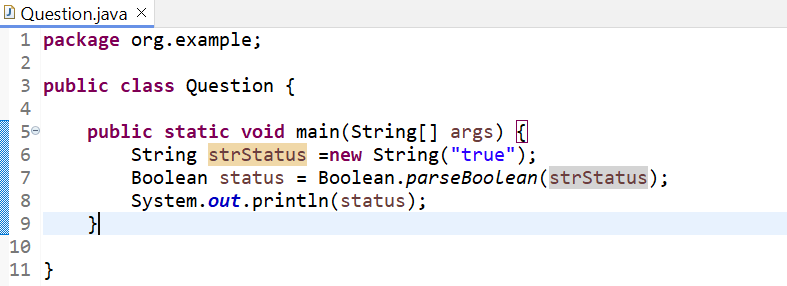 Question.java
1 package org.example;
2
3 public class Question {
4
5 public static void main(String[] args) {
6 String strStatus =new String("true");
7 Boolean status = Boolean.parseBoolean(strStatus);
8 System.out.println(status);
9 }
10
11 }